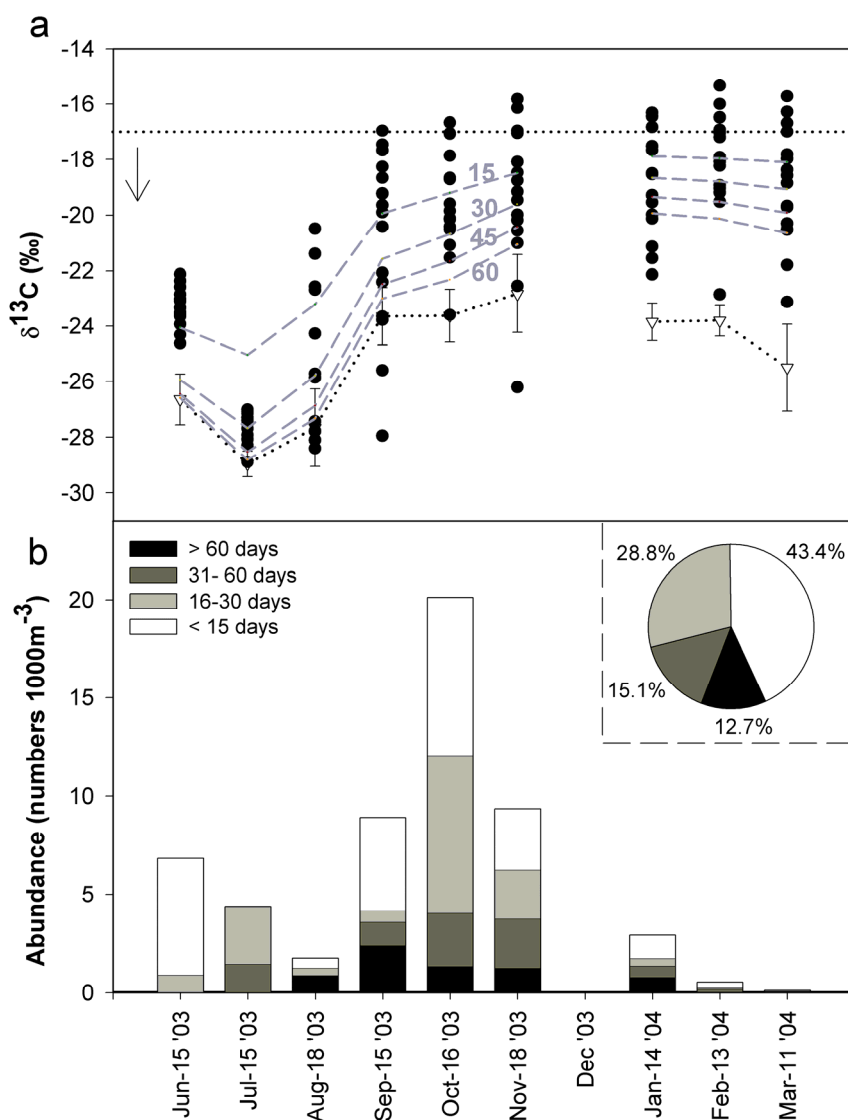 a
δ13C (‰)
-14
-16
-18
-20
-22
-24
-26
-28
-30
15
30
45
60
b
Abundance (numbers 1000m-3)
20
15
10
5
0
> 60 days
31- 60 days
16-30 days
< 15 days
28.8%
43.4%
15.1%
12.7%
Jun-15 '03
Jul-15 '03
Aug-18 '03
Sep-15 '03
Oct-16 '03
Nov-18 '03
Dec '03
Jan-14 '04
Feb-13 '04
Mar-11 '04